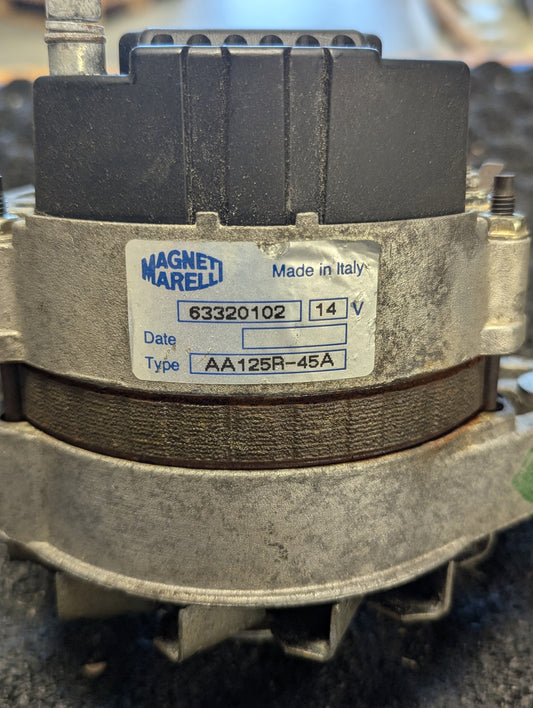 MAGNETI
MARELLI
Made in Italy
63320102 14 V
Date
Type AA125R-45A